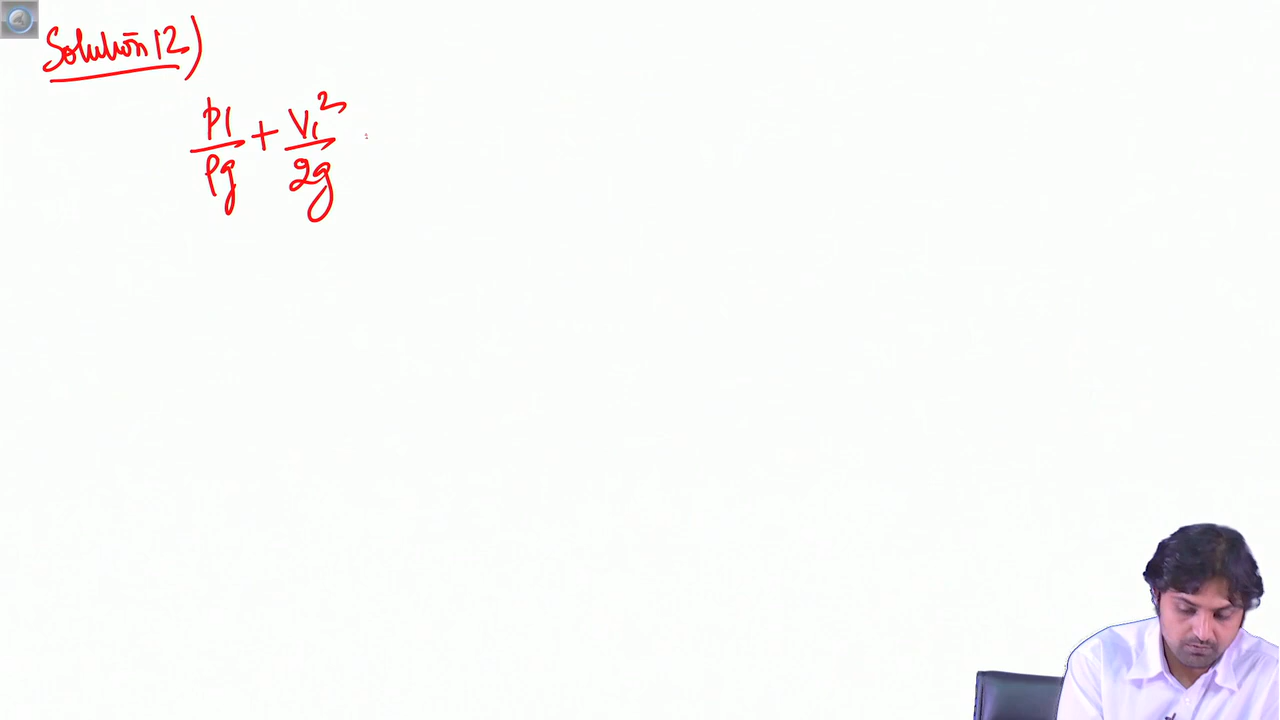 Solution 12)
p1/ρg + V1²/2g